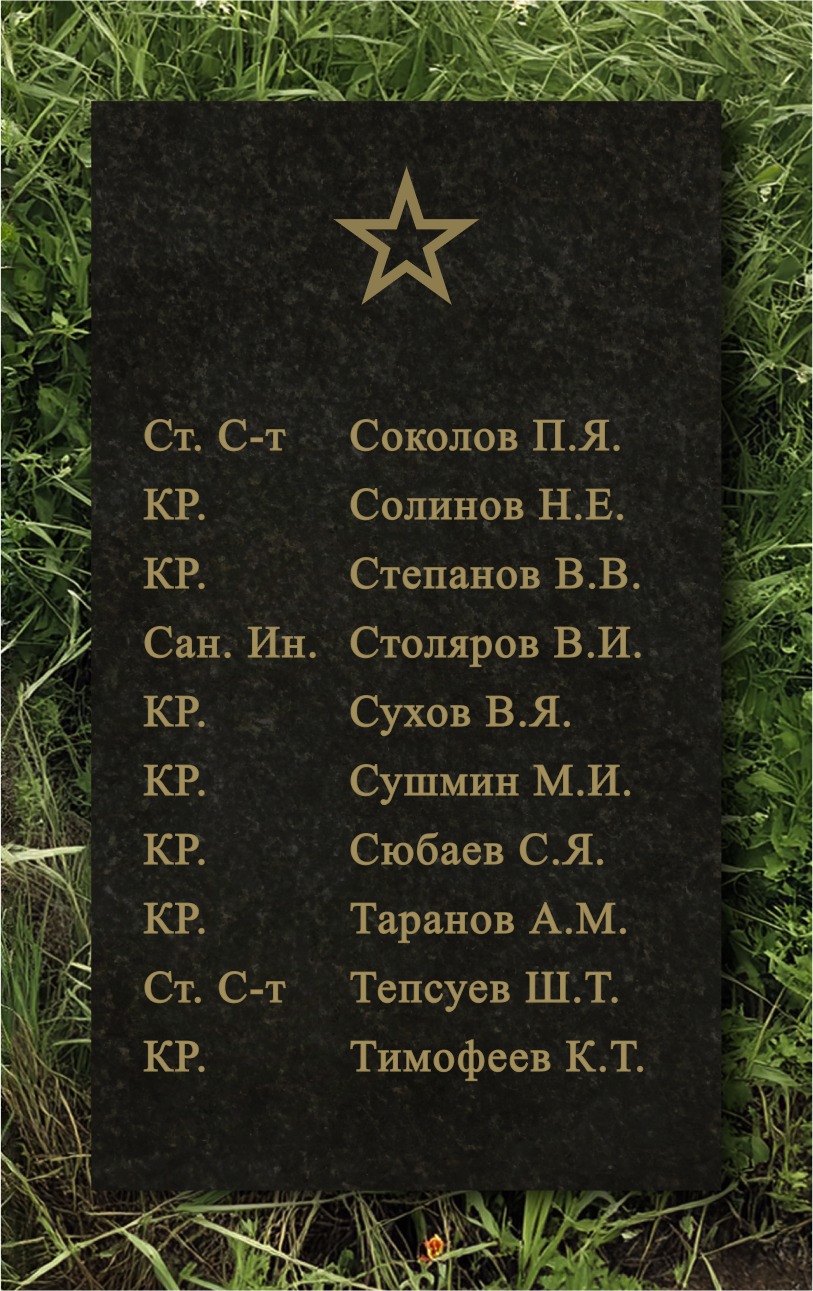 Ст. С-т Соколов П.Я.
КР. Солинов Н.Е.
КР. Степанов В.В.
Сан. Ин. Столяров В.И.
КР. Сухов В.Я.
КР. Сушмин М.И.
КР. Сюбаев С.Я.
КР. Таранов А.М.
Ст. С-т Тепсуев Ш.Т.
КР. Тимофеев К.Т.